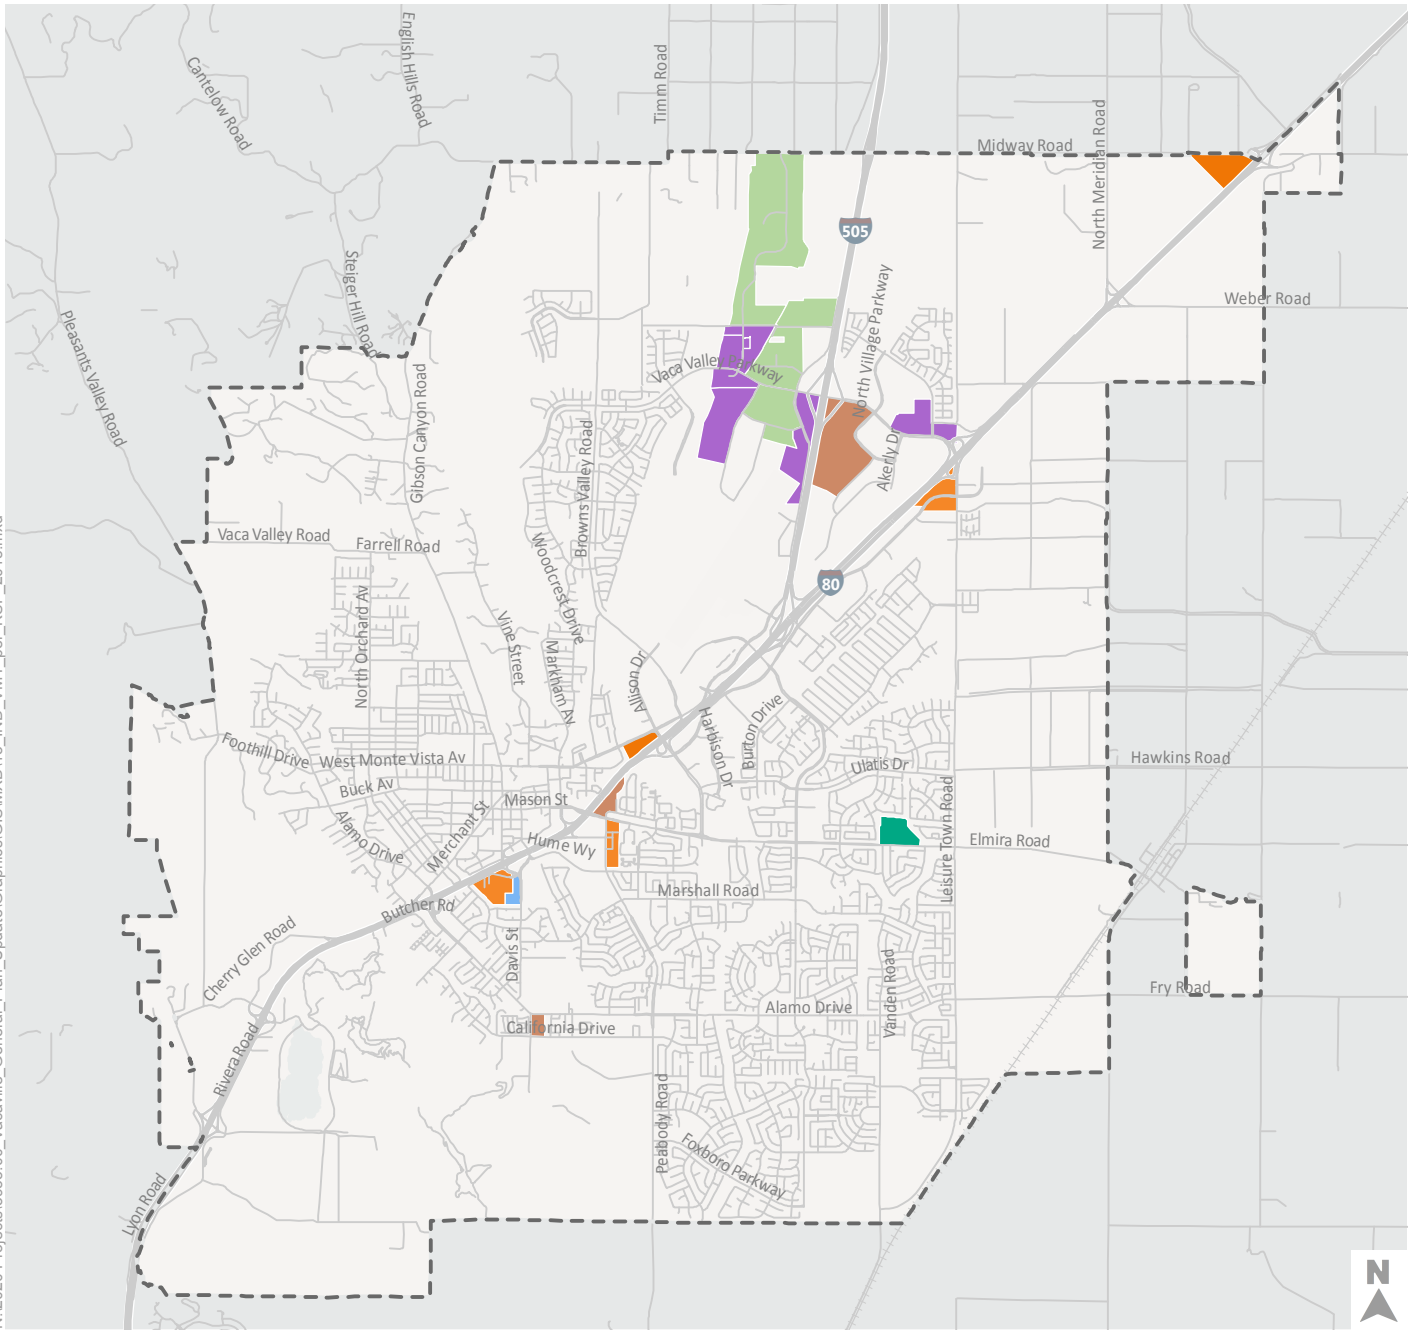 English Hills Road
Cantelow Road
Timm Road
Midway Road
North Meridian Road
505
Steiger Hill Road
North Village Parkway
Weber Road
Pleasants Valley Road
Vaca Valley Parkway
Gibson Canyon Road
Browns Valley Road
Akerly Dr
Vaca Valley Road
Farrell Road
Woodcrest Drive
80
North Orchard Av
Vine Street
Markham Av
Allison Dr
Harbison Dr
Burton Drive
Foothill Drive
West Monte Vista Av
Ulatis Dr
Hawkins Road
Buck Av
Mason St
Merchant St
Alamo Drive
Hume Wy
Leisure Town Road
Elmira Road
Marshall Road
Butcher Rd
Cherry Glen Road
Davis St
Vanden Road
Fry Road
Alamo Drive
California Drive
Rivera Road
Peabody Road
Foxboro Parkway
Lyon Road
N